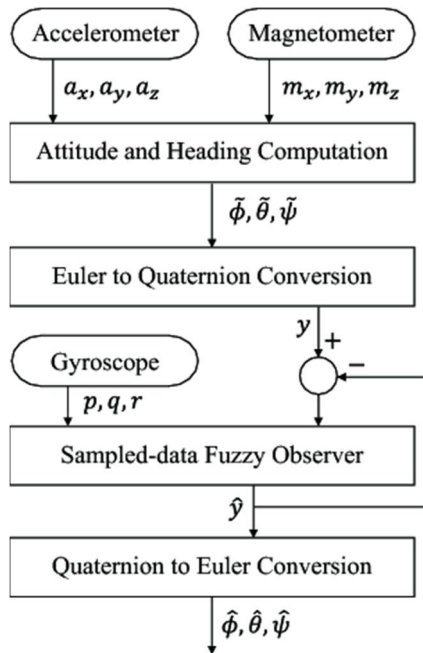 Accelerometer
Magnetometer
a_x, a_y, a_z
m_x, m_y, m_z
Attitude and Heading Computation
ϕ̃, θ̃, ψ̃
Euler to Quaternion Conversion
y
+
−
Gyroscope
p, q, r
Sampled-data Fuzzy Observer
ŷ
Quaternion to Euler Conversion
ϕ̂, θ̂, ψ̂